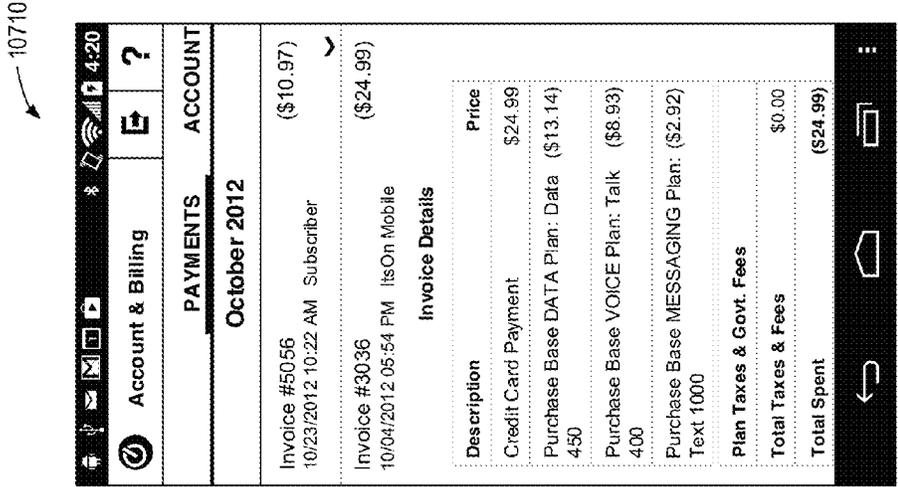 10710
4:20
Account & Billing ?
PAYMENTS ACCOUNT
October 2012
Invoice #5056 ($10.97)
10/23/2012 10:22 AM Subscriber
Invoice #3036 ($24.99)
10/04/2012 05:54 PM ItsOn Mobile
Invoice Details
Description Price
Credit Card Payment $24.99
Purchase Base DATA Plan: Data ($13.14)
450
Purchase Base VOICE Plan: Talk ($8.93)
400
Purchase Base MESSAGING Plan: ($2.92)
Text 1000
Plan Taxes & Govt. Fees
Total Taxes & Fees $0.00
Total Spent ($24.99)